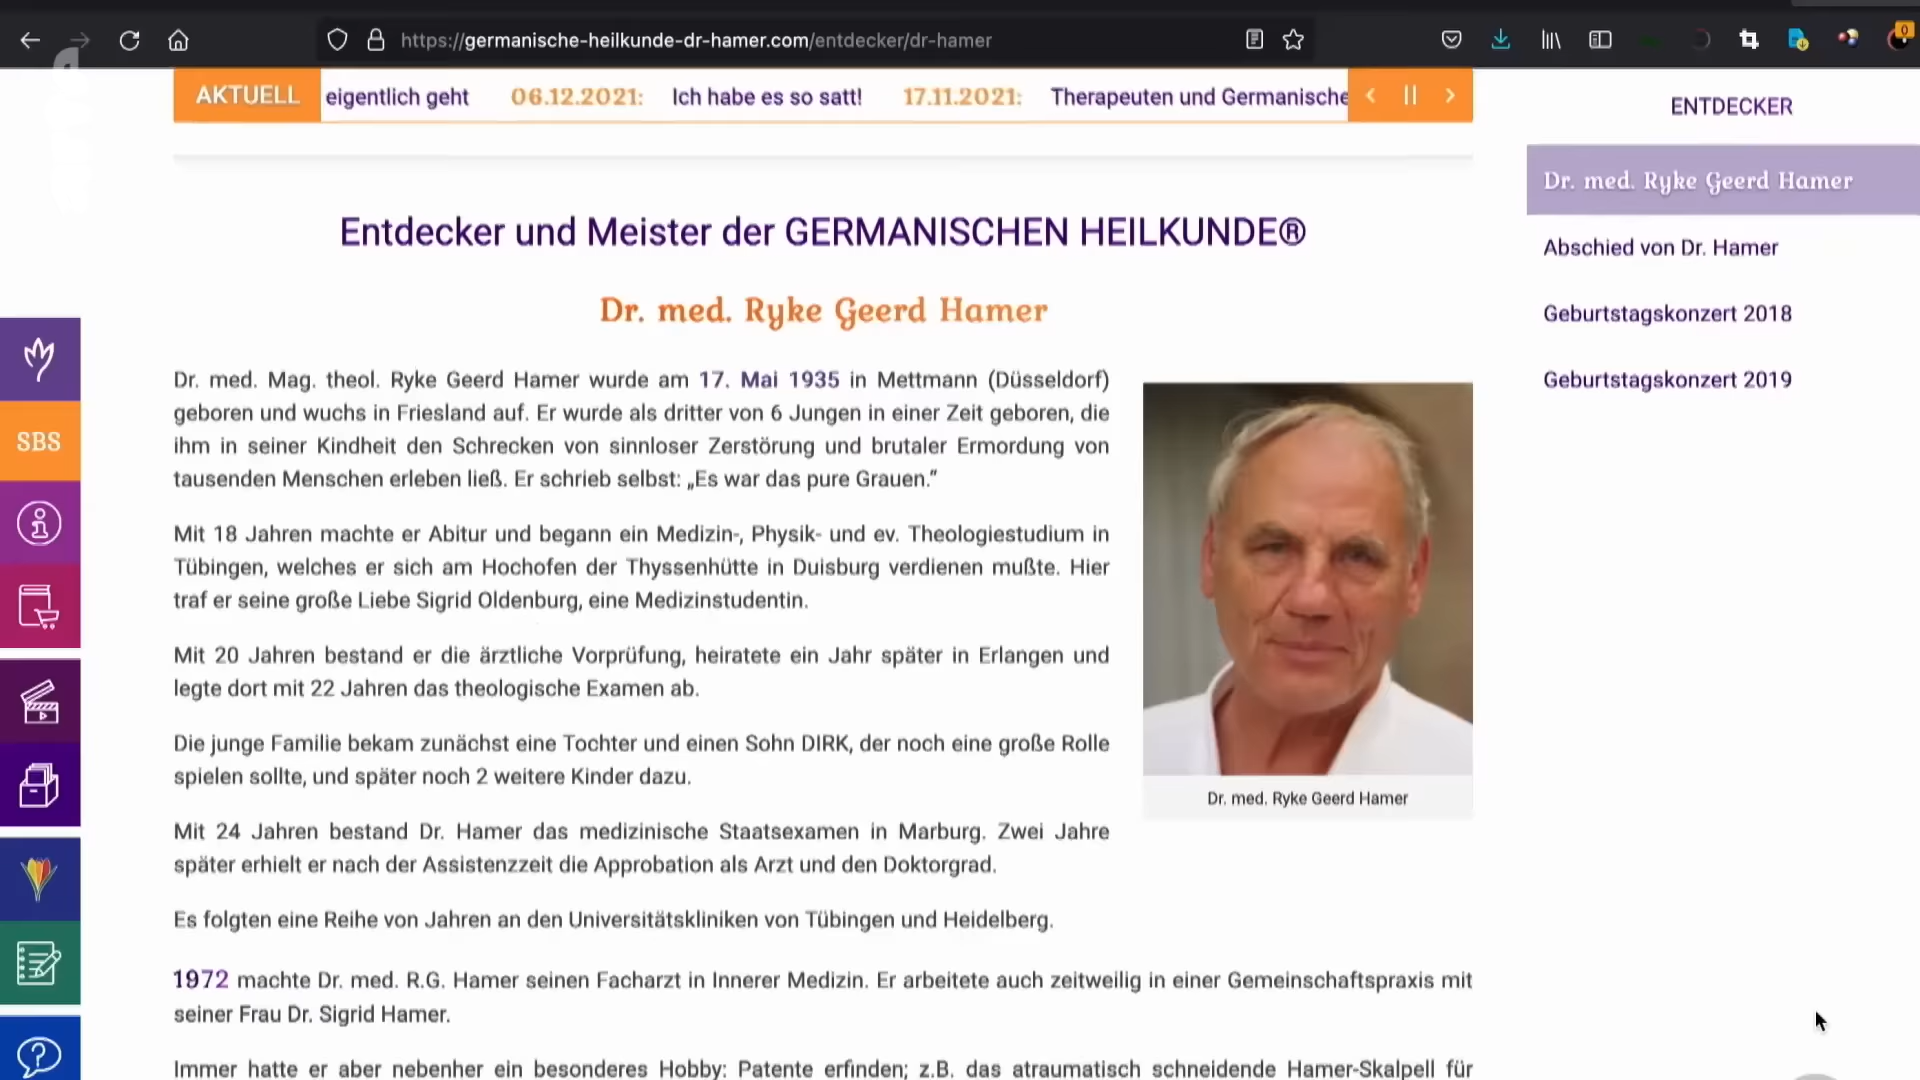 https://germanische-heilkunde-dr-hamer.com/entdecker/dr-hamer
0
AKTUELL eigentlich geht 06.12.2021: Ich habe es so satt! 17.11.2021: Therapeuten und Germanische
ENTDECKER
Dr. med. Ryke Geerd Hamer
Abschied von Dr. Hamer
Geburtstagskonzert 2018
Geburtstagskonzert 2019
SBS
Entdecker und Meister der GERMANISCHEN HEILKUNDE®
Dr. med. Ryke Geerd Hamer
Dr. med. Mag. theol. Ryke Geerd Hamer wurde am 17. Mai 1935 in Mettmann (Düsseldorf)
geboren und wuchs in Friesland auf. Er wurde als dritter von 6 Jungen in einer Zeit geboren, die
ihm in seiner Kindheit den Schrecken von sinnloser Zerstörung und brutaler Ermordung von
tausenden Menschen erleben ließ. Er schrieb selbst: „Es war das pure Grauen.“
Mit 18 Jahren machte er Abitur und begann ein Medizin-, Physik- und ev. Theologiestudium in
Tübingen, welches er sich am Hochofen der Thyssenhütte in Duisburg verdienen mußte. Hier
traf er seine große Liebe Sigrid Oldenburg, eine Medizinstudentin.
Mit 20 Jahren bestand er die ärztliche Vorprüfung, heiratete ein Jahr später in Erlangen und
legte dort mit 22 Jahren das theologische Examen ab.
Die junge Familie bekam zunächst eine Tochter und einen Sohn DIRK, der noch eine große Rolle
spielen sollte, und später noch 2 weitere Kinder dazu.
Dr. med. Ryke Geerd Hamer
Mit 24 Jahren bestand Dr. Hamer das medizinische Staatsexamen in Marburg. Zwei Jahre
später erhielt er nach der Assistenzzeit die Approbation als Arzt und den Doktorgrad.
Es folgten eine Reihe von Jahren an den Universitätskliniken von Tübingen und Heidelberg.
1972 machte Dr. med. R.G. Hamer seinen Facharzt in Innerer Medizin. Er arbeitete auch zeitweilig in einer Gemeinschaftspraxis mit
seiner Frau Dr. Sigrid Hamer.
Immer hatte er aber nebenher ein besonderes Hobby: Patente erfinden; z.B. das atraumatisch schneidende Hamer-Skalpell für